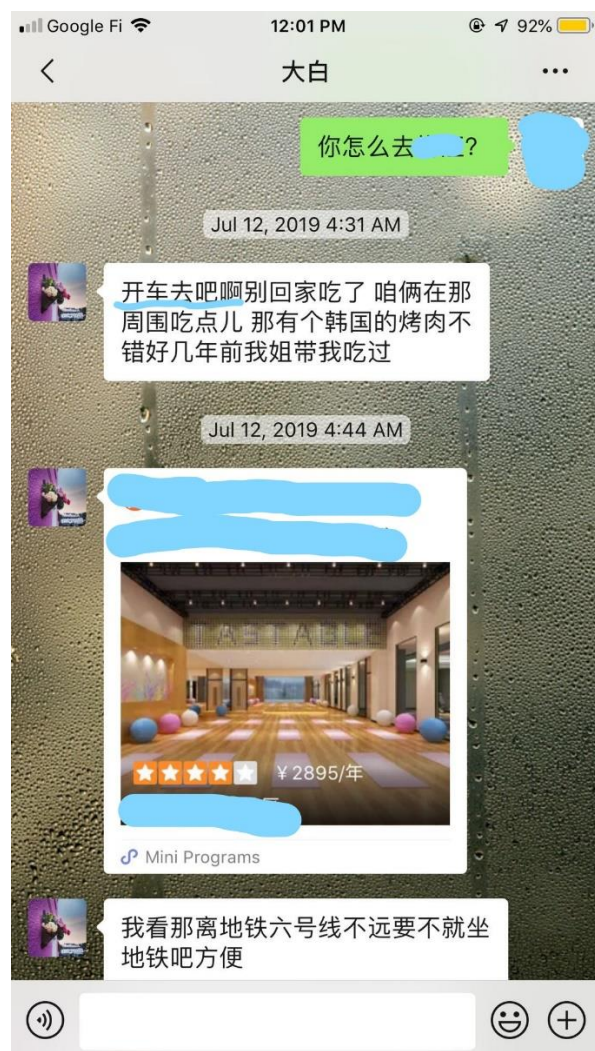 Google Fi
12:01 PM
92%
大白
你怎么去
?
Jul 12, 2019 4:31 AM
开车去吧啊别回家吃了 咱俩在那
周围吃点儿 那有个韩国的烤肉不
错好几年前我姐带我吃过
Jul 12, 2019 4:44 AM
¥2895/年
Mini Programs
我看那离地铁六号线不远要不就坐
地铁吧方便